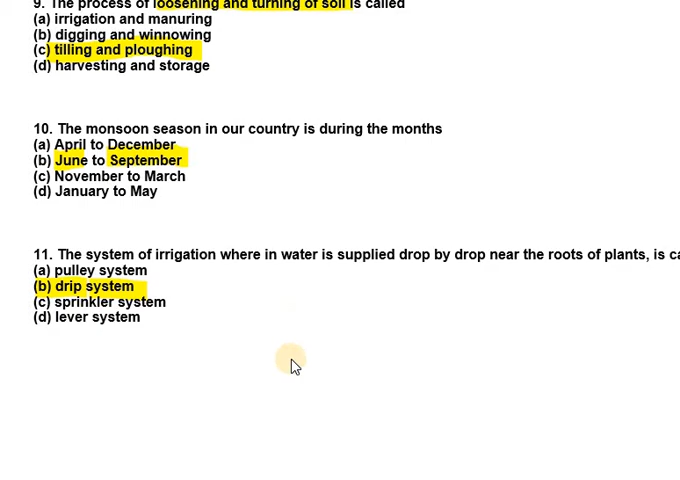 9. The process of loosening and turning of soil is called
(a) irrigation and manuring
(b) digging and winnowing
(c) tilling and ploughing
(d) harvesting and storage
10. The monsoon season in our country is during the months
(a) April to December
(b) June to September
(c) November to March
(d) January to May
11. The system of irrigation where in water is supplied drop by drop near the roots of plants, is ca
(a) pulley system
(b) drip system
(c) sprinkler system
(d) lever system